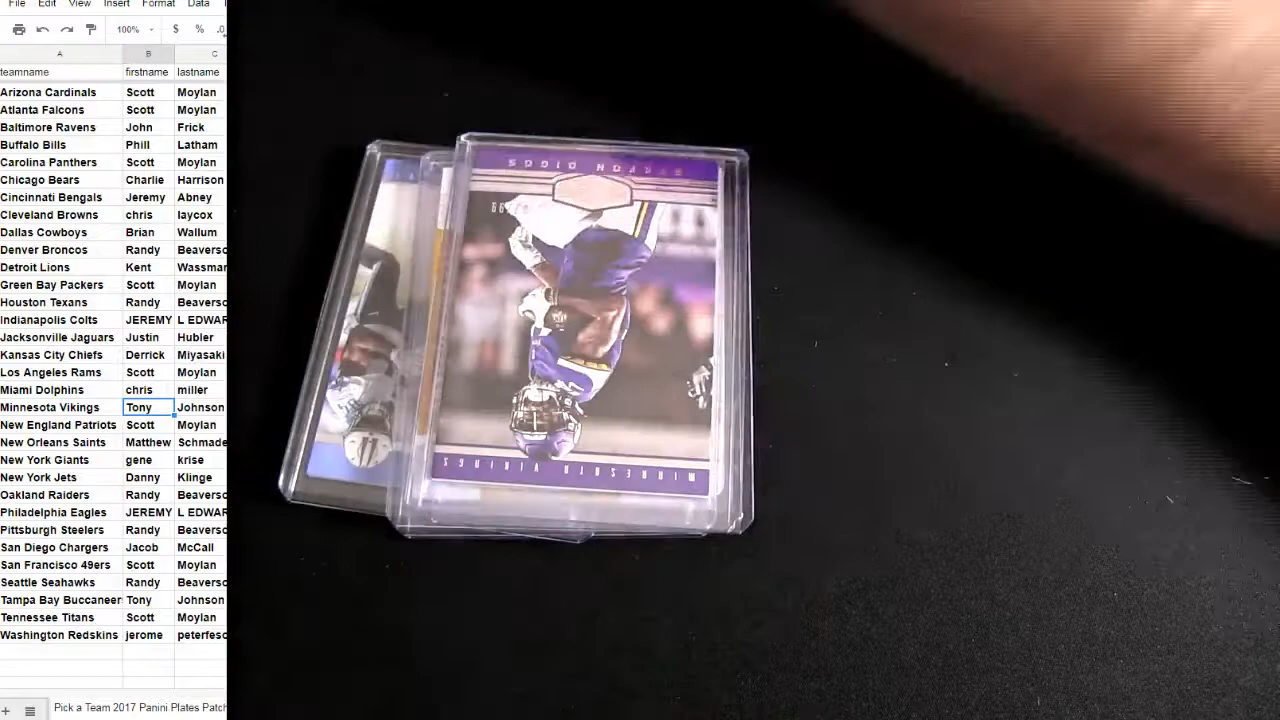 File Edit View Insert Format Data
100% $ % .0
A B C
teamname firstname lastname
Arizona Cardinals Scott Moylan
Atlanta Falcons Scott Moylan
Baltimore Ravens John Frick
Buffalo Bills Phill Latham
Carolina Panthers Scott Moylan
Chicago Bears Charlie Harrison
Cincinnati Bengals Jeremy Abney
Cleveland Browns chris laycox
Dallas Cowboys Brian Wallum
Denver Broncos Randy Beaverso
Detroit Lions Kent Wassman
Green Bay Packers Scott Moylan
Houston Texans Randy Beaverso
Indianapolis Colts JEREMY L EDWAR
Jacksonville Jaguars Justin Hubler
Kansas City Chiefs Derrick Miyasaki
Los Angeles Rams Scott Moylan
Miami Dolphins chris miller
Minnesota Vikings Tony Johnson
New England Patriots Scott Moylan
New Orleans Saints Matthew Schmade
New York Giants gene krise
New York Jets Danny Klinge
Oakland Raiders Randy Beaverso
Philadelphia Eagles JEREMY L EDWAR
Pittsburgh Steelers Randy Beaverso
San Diego Chargers Jacob McCall
San Francisco 49ers Scott Moylan
Seattle Seahawks Randy Beaverso
Tampa Bay Buccaneer Tony Johnson
Tennessee Titans Scott Moylan
Washington Redskins jerome peterfeso
Pick a Team 2017 Panini Plates Patch
STEFON DIGGS
MINNESOTA VIKINGS